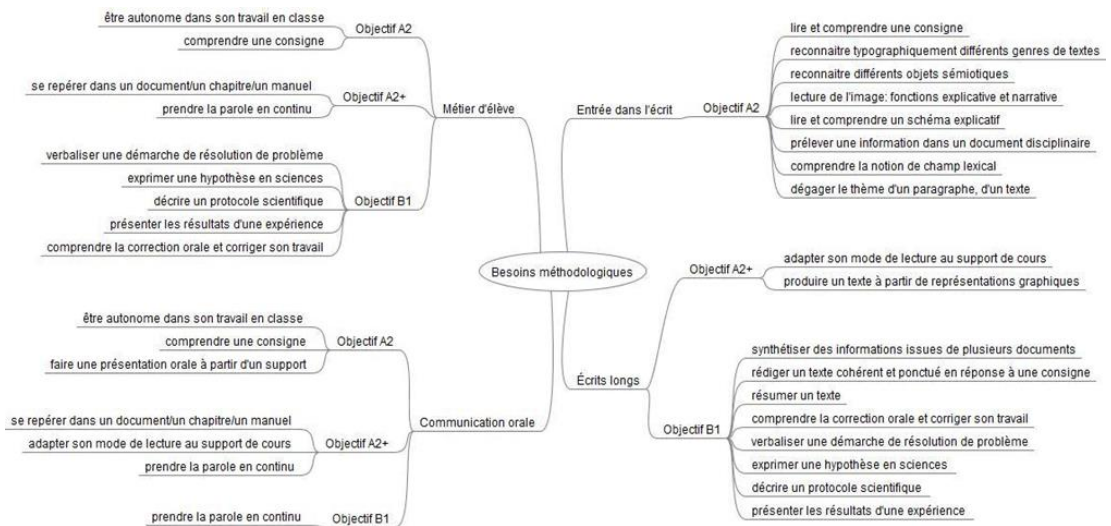 Besoins méthodologiques
Métier d'élève
Objectif A2
être autonome dans son travail en classe
comprendre une consigne
Objectif A2+
se repérer dans un document/un chapitre/un manuel
prendre la parole en continu
Objectif B1
verbaliser une démarche de résolution de problème
exprimer une hypothèse en sciences
décrire un protocole scientifique
présenter les résultats d'une expérience
comprendre la correction orale et corriger son travail
Communication orale
Objectif A2
être autonome dans son travail en classe
comprendre une consigne
faire une présentation orale à partir d'un support
Objectif A2+
se repérer dans un document/un chapitre/un manuel
adapter son mode de lecture au support de cours
prendre la parole en continu
Objectif B1
prendre la parole en continu
Entrée dans l'écrit
Objectif A2
lire et comprendre une consigne
reconnaitre typographiquement différents genres de textes
reconnaitre différents objets sémiotiques
lecture de l'image: fonctions explicative et narrative
lire et comprendre un schéma explicatif
prélever une information dans un document disciplinaire
comprendre la notion de champ lexical
dégager le thème d'un paragraphe, d'un texte
Écrits longs
Objectif A2+
adapter son mode de lecture au support de cours
produire un texte à partir de représentations graphiques
Objectif B1
synthétiser des informations issues de plusieurs documents
rédiger un texte cohérent et ponctué en réponse à une consigne
résumer un texte
comprendre la correction orale et corriger son travail
verbaliser une démarche de résolution de problème
exprimer une hypothèse en sciences
décrire un protocole scientifique
présenter les résultats d'une expérience